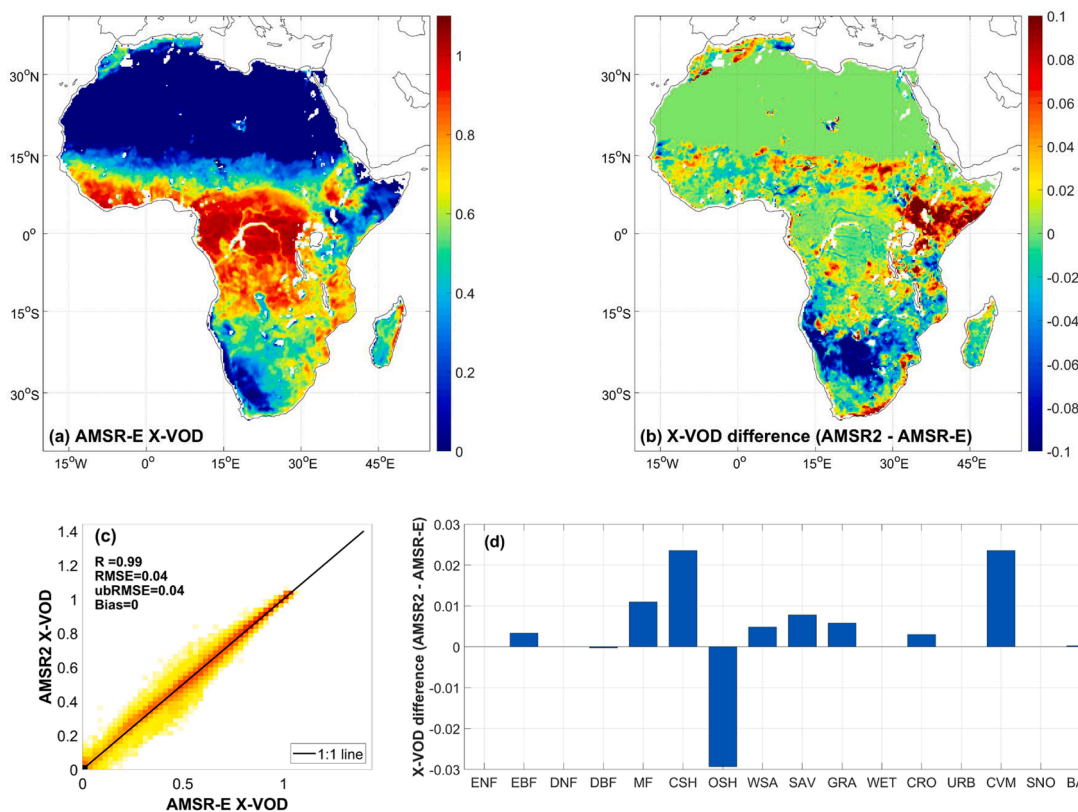 30°N
15°N
0°
15°S
30°S
15°W
0°
15°E
30°E
45°E
1
0.8
0.6
0.4
0.2
0
(a) AMSR-E X-VOD
30°N
15°N
0°
15°S
30°S
15°W
0°
15°E
30°E
45°E
0.1
0.08
0.06
0.04
0.02
0
-0.02
-0.04
-0.06
-0.08
-0.1
(b) X-VOD difference (AMSR2 - AMSR-E)
(c)
R =0.99
RMSE=0.04
ubRMSE=0.04
Bias=0
1.4
1.2
1
0.8
0.6
0.4
0.2
0
0.5
1
AMSR2 X-VOD
AMSR-E X-VOD
1:1 line
(d)
X-VOD difference (AMSR2 - AMSR-E)
0.03
0.02
0.01
0
-0.01
-0.02
-0.03
ENF EBF DNF DBF MF CSH OSH WSA SAV GRA WET CRO URB CVM SNO